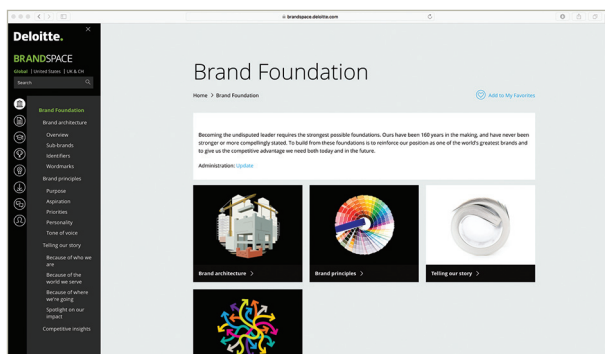 brandspace.deloitte.com
Deloitte.
BRANDSPACE
Global | United States | UK & CH
Search
Brand Foundation
Brand architecture
Overview
Sub-brands
Identifiers
Wordmarks
Brand principles
Purpose
Aspiration
Priorities
Personality
Tone of voice
Telling our story
Because of who we
are
Because of the
world we serve
Because of where
we're going
Spotlight on our
impact
Competitive insights
Brand Foundation
Home > Brand Foundation
Add to My Favorites
Becoming the undisputed leader requires the strongest possible foundations. Ours have been 160 years in the making, and have never been
stronger or more compellingly stated. To build from these foundations is to reinforce our position as one of the world's greatest brands and
to give us the competitive advantage we need both today and in the future.
Administration: Update
Brand architecture >
Brand principles >
Telling our story >